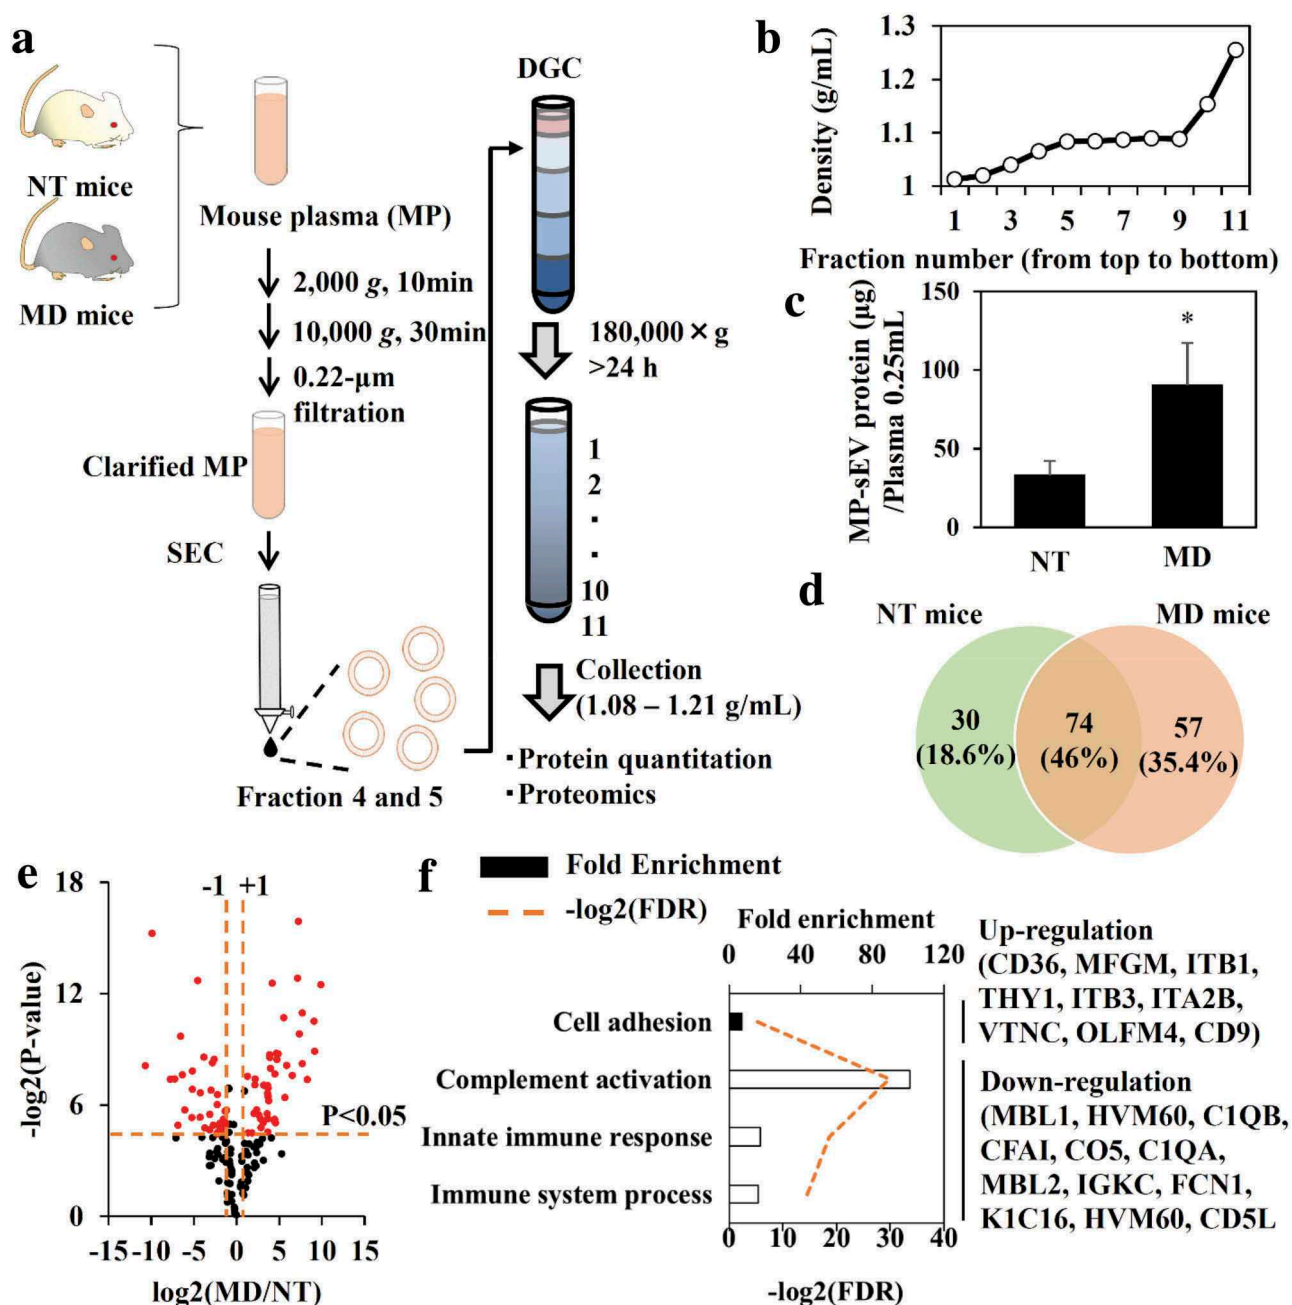 a
NT mice
MD mice
Mouse plasma (MP)
2,000 g, 10min
10,000 g, 30min
0.22-μm
filtration
Clarified MP
SEC
Fraction 4 and 5
DGC
180,000 × g
>24 h
1
2
·
·
10
11
Collection
(1.08 – 1.21 g/mL)
·Protein quantitation
·Proteomics
b
Density (g/mL)
1.3
1.2
1.1
1
1 3 5 7 9 11
Fraction number (from top to bottom)
c
MP-sEV protein (μg)
/Plasma 0.25mL
150
100
50
0
*
NT MD
d
NT mice MD mice
30 74 57
(18.6%) (46%) (35.4%)
e
-log2(P-value)
18
12
6
0
-1 +1
P<0.05
-15 -10 -5 0 5 10 15
log2(MD/NT)
f
Fold Enrichment
-log2(FDR)
Fold enrichment
0 40 80 120
Cell adhesion
Complement activation
Innate immune response
Immune system process
0 10 20 30 40
-log2(FDR)
Up-regulation
(CD36, MFGM, ITB1,
THY1, ITB3, ITA2B,
VTNC, OLFM4, CD9)
Down-regulation
(MBL1, HVM60, C1QB,
CFAI, CO5, C1QA,
MBL2, IGKC, FCN1,
K1C16, HVM60, CD5L